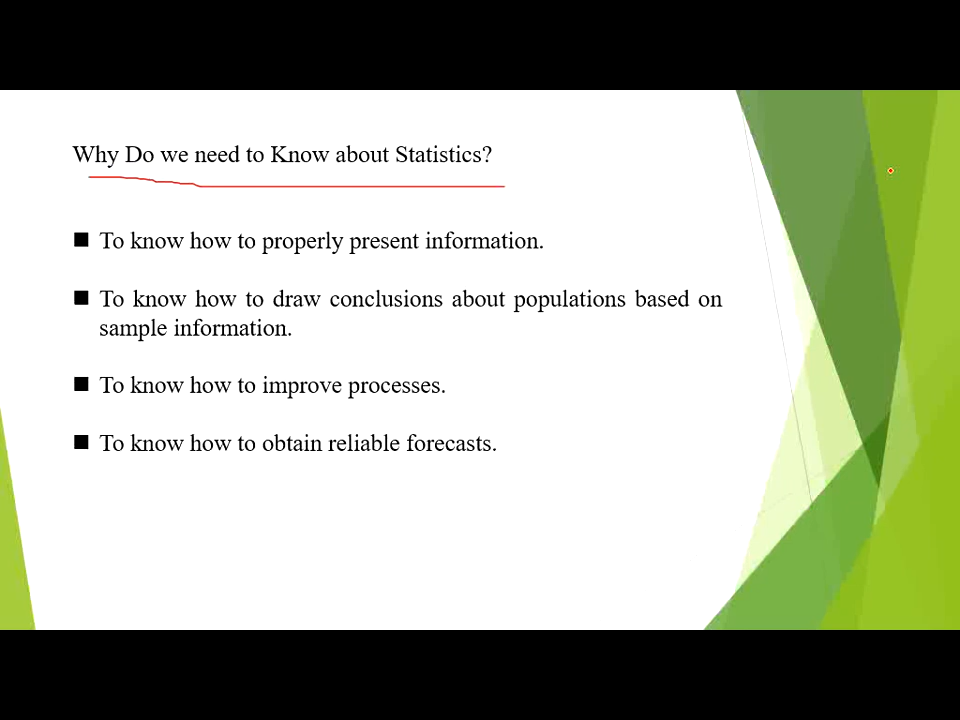 Why Do we need to Know about Statistics?
■ To know how to properly present information.
■ To know how to draw conclusions about populations based on
sample information.
■ To know how to improve processes.
■ To know how to obtain reliable forecasts.